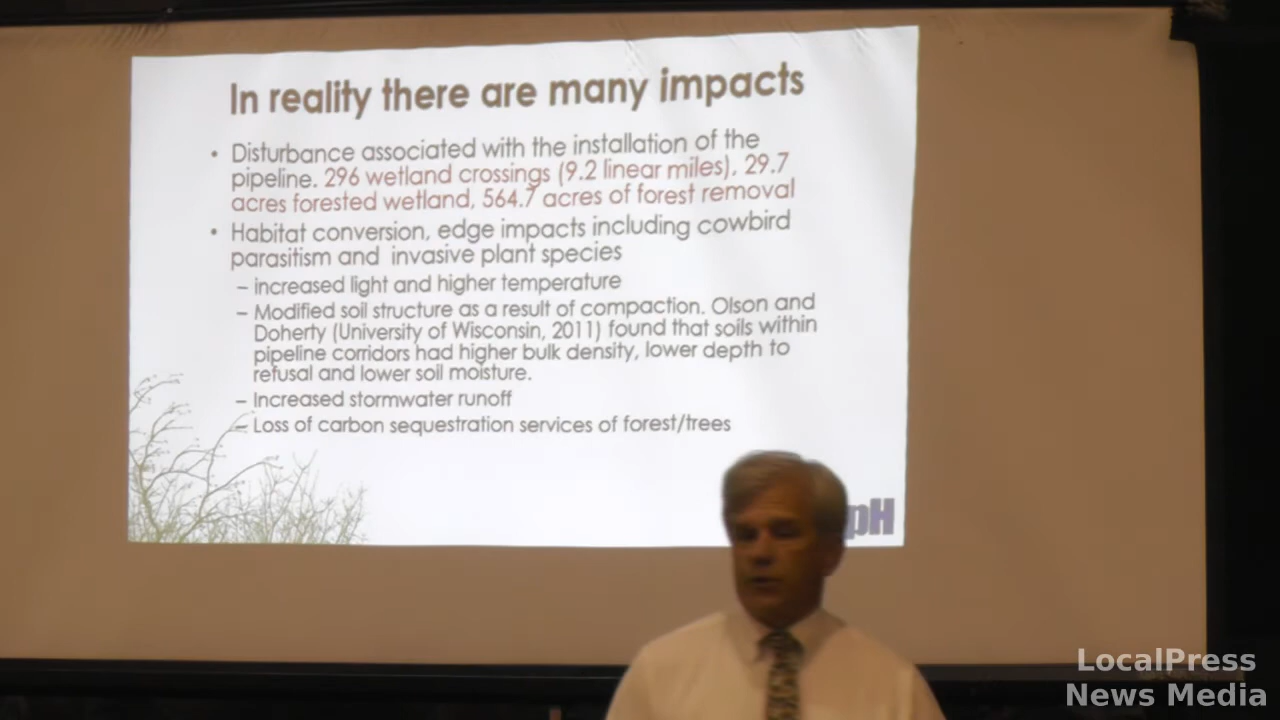 In reality there are many impacts
• Disturbance associated with the installation of the
pipeline. 296 wetland crossings (9.2 linear miles), 29.7
acres forested wetland, 564.7 acres of forest removal
• Habitat conversion, edge impacts including cowbird
parasitism and invasive plant species
– increased light and higher temperature
– Modified soil structure as a result of compaction. Olson and
Doherty (University of Wisconsin, 2011) found that soils within
pipeline corridors had higher bulk density, lower depth to
refusal and lower soil moisture.
– Increased stormwater runoff
– Loss of carbon sequestration services of forest/trees
pH
LocalPress
News Media